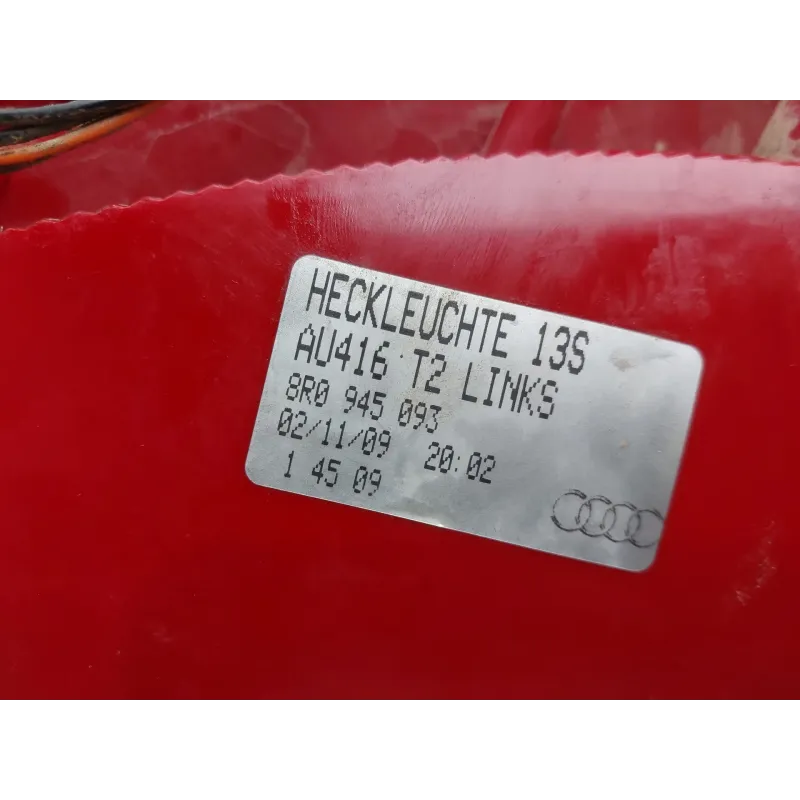 HECKLEUCHTE 13S
AU416 T2 LINKS
8R0 945 093
02/11/09 20:02
1 45 09